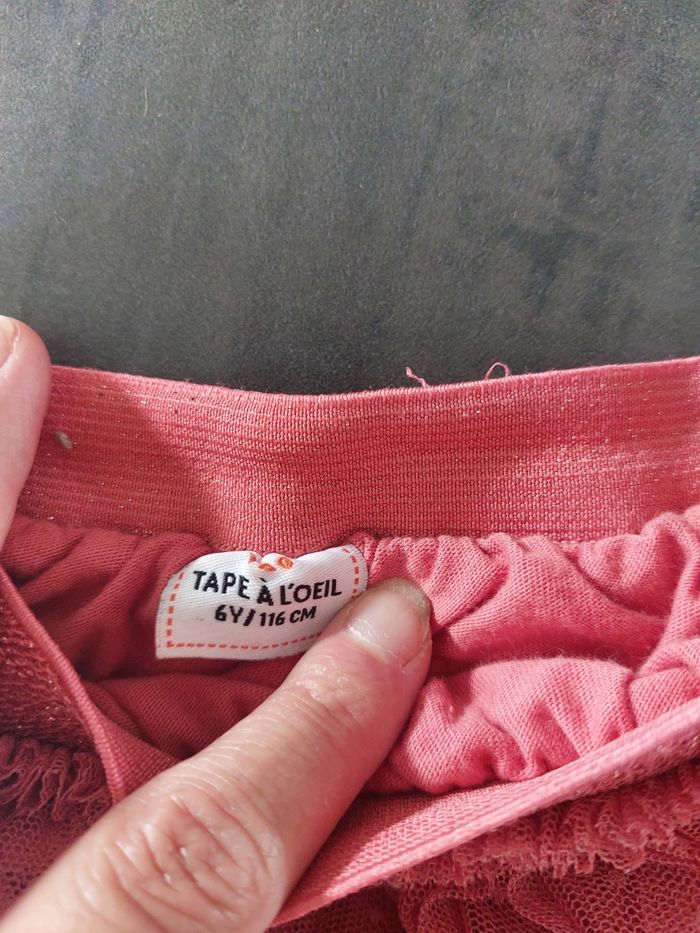 TAPE À L'OEIL
6Y/116 CM